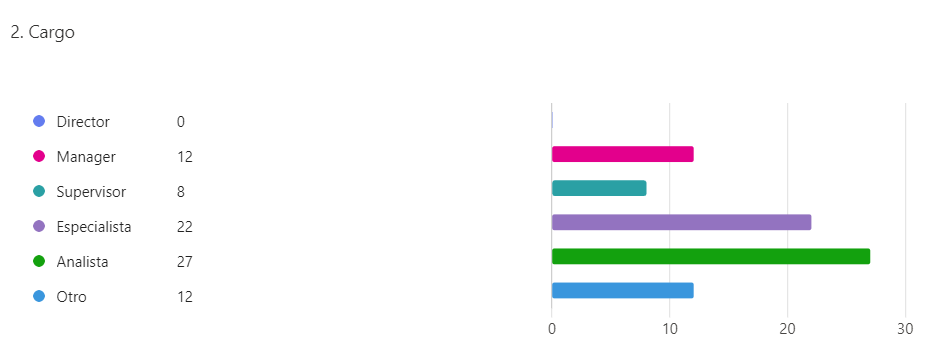 2. Cargo
Director 0
Manager 12
Supervisor 8
Especialista 22
Analista 27
Otro 12
0 10 20 30